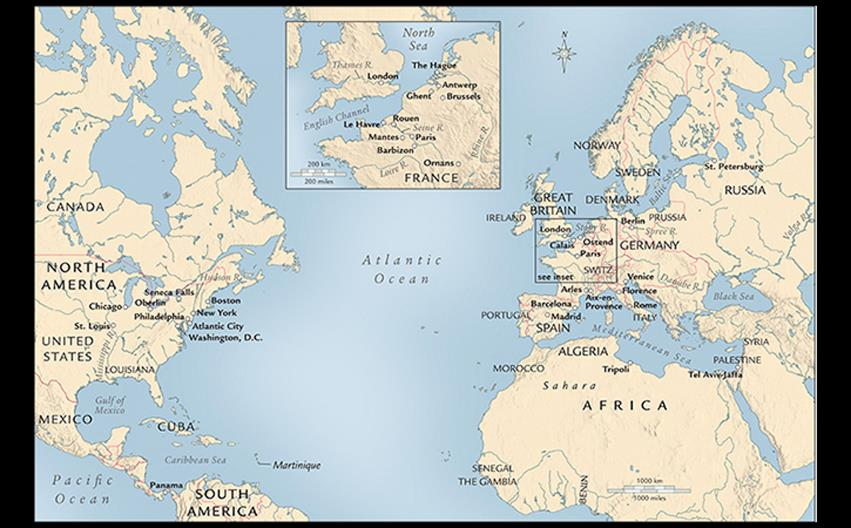 North
Sea
Thames R.
London
The Hague
Antwerp
Ghent
Brussels
English Channel
Le Havre
Rouen
Seine R.
Mantes
Paris
Barbizon
Rhine R.
Loire R.
Ornans
FRANCE
200 km
200 miles
N
CANADA
NORTH
AMERICA
Hudson R.
Seneca Falls
Oberlin
Chicago
Boston
New York
Philadelphia
Atlantic City
Washington, D.C.
St. Louis
Mississippi R.
UNITED
STATES
LOUISIANA
Gulf of
Mexico
MEXICO
CUBA
Caribbean Sea
Martinique
Pacific
Ocean
Panama
SOUTH
AMERICA
Atlantic
Ocean
NORWAY
SWEDEN
St. Petersburg
RUSSIA
Baltic Sea
GREAT
BRITAIN
IRELAND
DENMARK
Berlin
PRUSSIA
Spree R.
Volga R.
London
Calais
Ostend
Paris
GERMANY
see inset
SWITZ.
Venice
Danube R.
Arles
Florence
Aix-en-
Provence
Black Sea
Barcelona
Rome
PORTUGAL
Madrid
ITALY
SPAIN
Mediterranean Sea
SYRIA
ALGERIA
PALESTINE
MOROCCO
Tripoli
Tel Aviv-Jaffa
Sahara
AFRICA
SENEGAL
THE GAMBIA
BENIN
1000 km
1000 miles